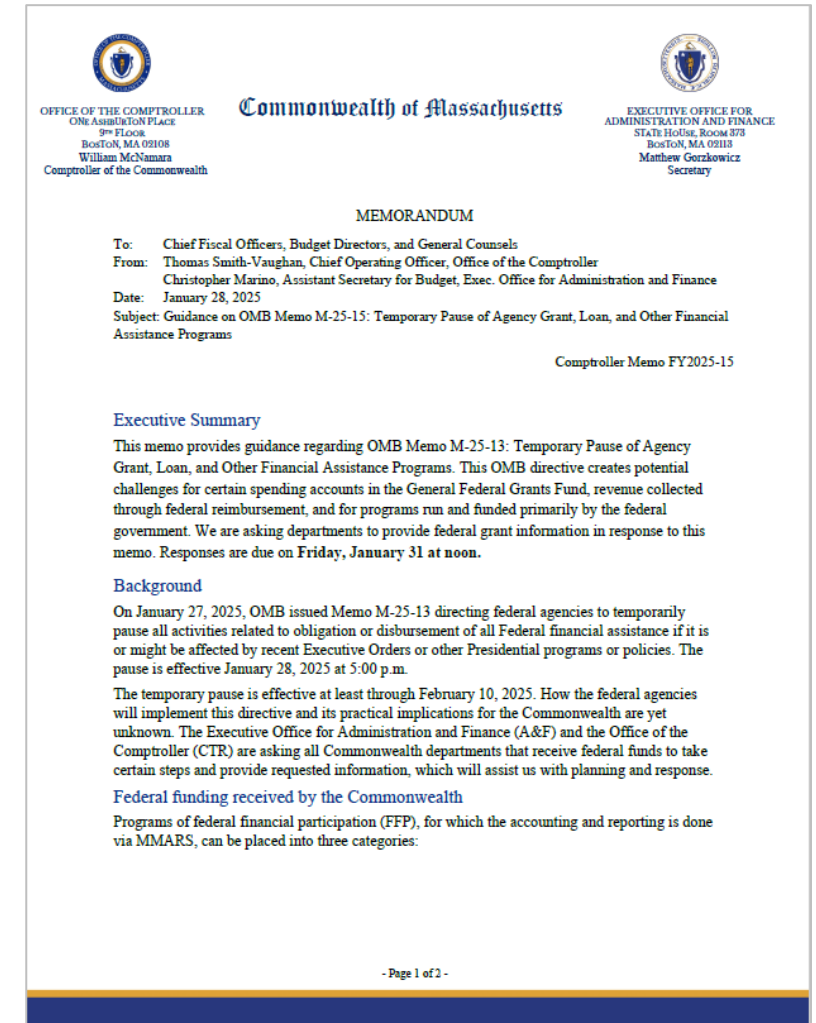 OFFICE OF THE COMPTROLLER
ONE ASHBURTON PLACE
9TH FLOOR
BOSTON, MA 02108
William McNamara
Comptroller of the Commonwealth
Commonwealth of Massachusetts
EXECUTIVE OFFICE FOR
ADMINISTRATION AND FINANCE
STATE HOUSE, ROOM 373
BOSTON, MA 02113
Matthew Gorzkowicz
Secretary
MEMORANDUM
To: Chief Fiscal Officers, Budget Directors, and General Counsels
From: Thomas Smith-Vaughan, Chief Operating Officer, Office of the Comptroller
Christopher Marino, Assistant Secretary for Budget, Exec. Office for Administration and Finance
Date: January 28, 2025
Subject: Guidance on OMB Memo M-25-15: Temporary Pause of Agency Grant, Loan, and Other Financial
Assistance Programs
Comptroller Memo FY2025-15
Executive Summary
This memo provides guidance regarding OMB Memo M-25-13: Temporary Pause of Agency
Grant, Loan, and Other Financial Assistance Programs. This OMB directive creates potential
challenges for certain spending accounts in the General Federal Grants Fund, revenue collected
through federal reimbursement, and for programs run and funded primarily by the federal
government. We are asking departments to provide federal grant information in response to this
memo. Responses are due on Friday, January 31 at noon.
Background
On January 27, 2025, OMB issued Memo M-25-13 directing federal agencies to temporarily
pause all activities related to obligation or disbursement of all Federal financial assistance if it is
or might be affected by recent Executive Orders or other Presidential programs or policies. The
pause is effective January 28, 2025 at 5:00 p.m.
The temporary pause is effective at least through February 10, 2025. How the federal agencies
will implement this directive and its practical implications for the Commonwealth are yet
unknown. The Executive Office for Administration and Finance (A&F) and the Office of the
Comptroller (CTR) are asking all Commonwealth departments that receive federal funds to take
certain steps and provide requested information, which will assist us with planning and response.
Federal funding received by the Commonwealth
Programs of federal financial participation (FFP), for which the accounting and reporting is done
via MMARS, can be placed into three categories:
- Page 1 of 2 -